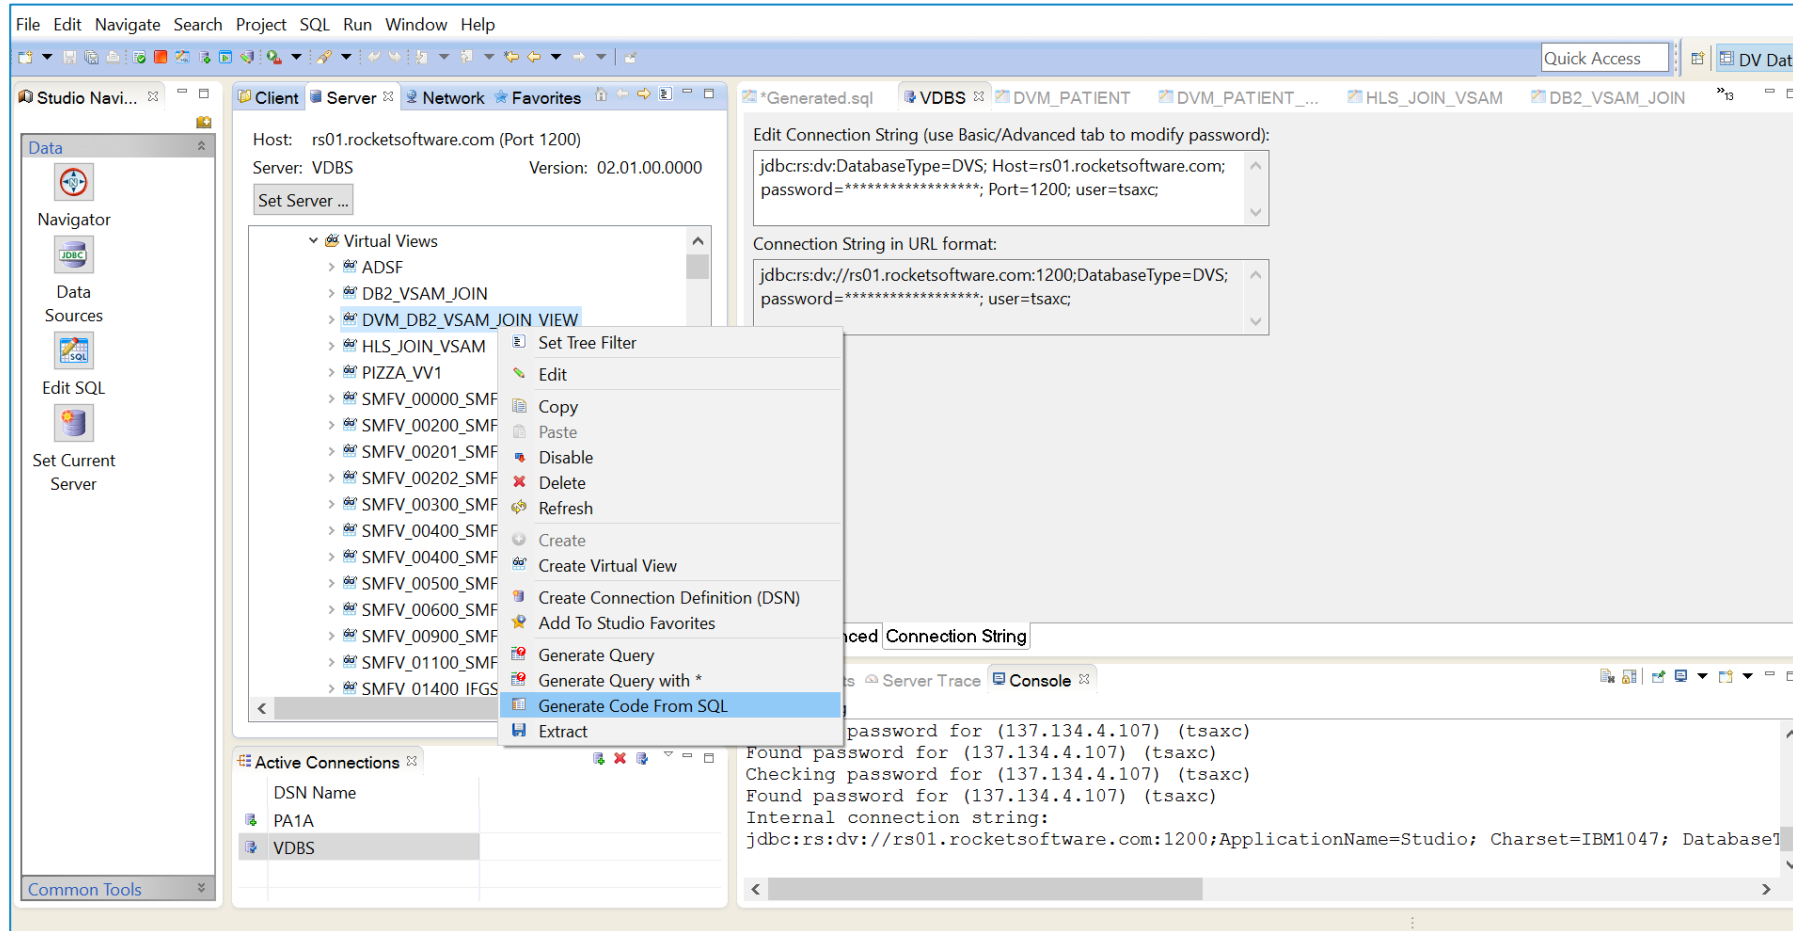 File Edit Navigate Search Project SQL Run Window Help
Quick Access
DV Dat
Studio Navi...
Data
Navigator
JDBC
Data
Sources
SQL
Edit SQL
Set Current
Server
Common Tools
Client Server Network Favorites
Host: rs01.rocketsoftware.com (Port 1200)
Server: VDBS Version: 02.01.00.0000
Set Server ...
Virtual Views
ADSF
DB2_VSAM_JOIN
DVM_DB2_VSAM_JOIN_VIEW
HLS_JOIN_VSAM
PIZZA_VV1
SMFV_00000_SMF
SMFV_00200_SMF
SMFV_00201_SMF
SMFV_00202_SMF
SMFV_00300_SMF
SMFV_00400_SMF
SMFV_00400_SMF
SMFV_00500_SMF
SMFV_00600_SMF
SMFV_00900_SMF
SMFV_01100_SMF
SMFV_01400_IFGS
Set Tree Filter
Edit
Copy
Paste
Disable
Delete
Refresh
Create
Create Virtual View
Create Connection Definition (DSN)
Add To Studio Favorites
Generate Query
Generate Query with *
Generate Code From SQL
Extract
Active Connections
DSN Name
PA1A
VDBS
*Generated.sql VDBS DVM_PATIENT DVM_PATIENT_... HLS_JOIN_VSAM DB2_VSAM_JOIN »13
Edit Connection String (use Basic/Advanced tab to modify password):
jdbc:rs:dv:DatabaseType=DVS; Host=rs01.rocketsoftware.com;
password=******************; Port=1200; user=tsaxc;
Connection String in URL format:
jdbc:rs:dv://rs01.rocketsoftware.com:1200;DatabaseType=DVS;
password=******************; user=tsaxc;
nced Connection String
ts Server Trace Console
g
password for (137.134.4.107) (tsaxc)
Found password for (137.134.4.107) (tsaxc)
Checking password for (137.134.4.107) (tsaxc)
Found password for (137.134.4.107) (tsaxc)
Internal connection string:
jdbc:rs:dv://rs01.rocketsoftware.com:1200;ApplicationName=Studio; Charset=IBM1047; DatabaseT